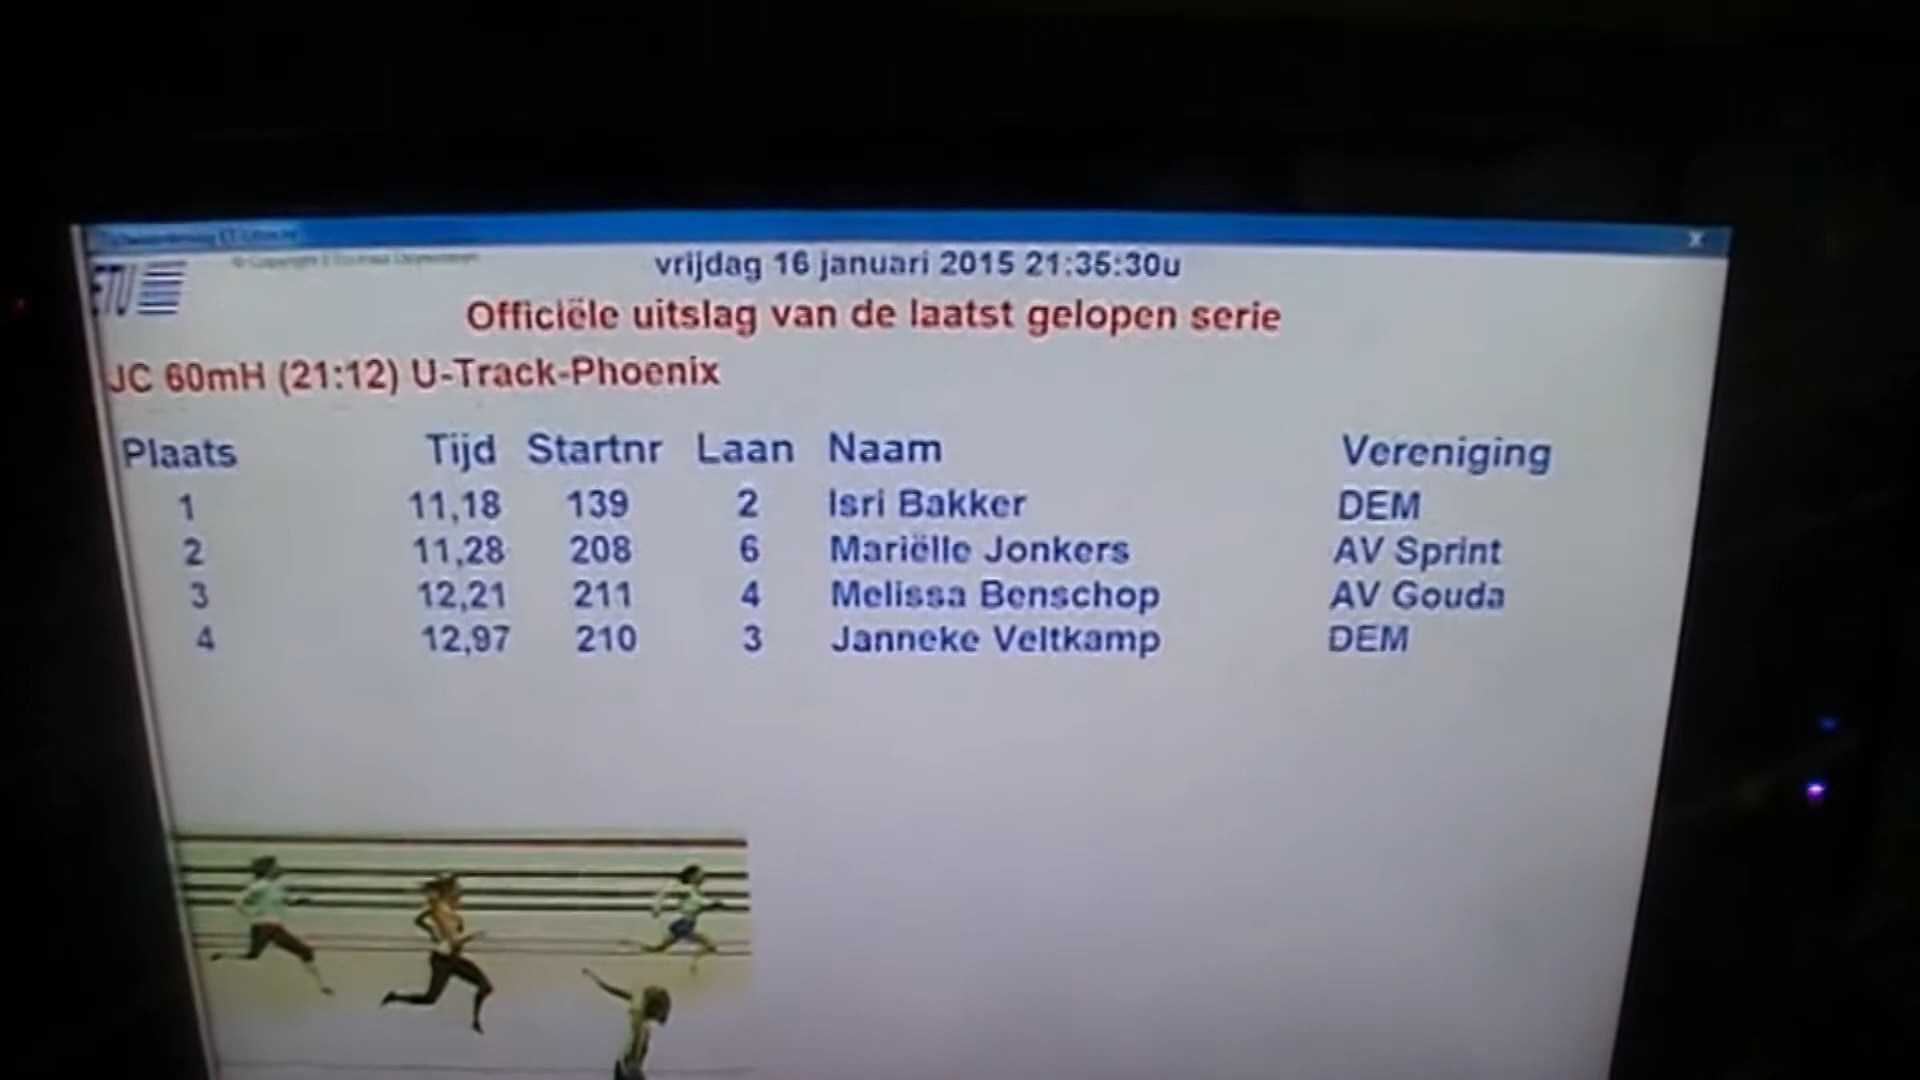 vrijdag 16 januari 2015 21:35:30u
ETU
Officiële uitslag van de laatst gelopen serie
JC 60mH (21:12) U-Track-Phoenix
Plaats Tijd Startnr Laan Naam Vereniging
1 11,18 139 2 Isri Bakker DEM
2 11,28 208 6 Mariëlle Jonkers AV Sprint
3 12,21 211 4 Melissa Benschop AV Gouda
4 12,97 210 3 Janneke Veltkamp DEM